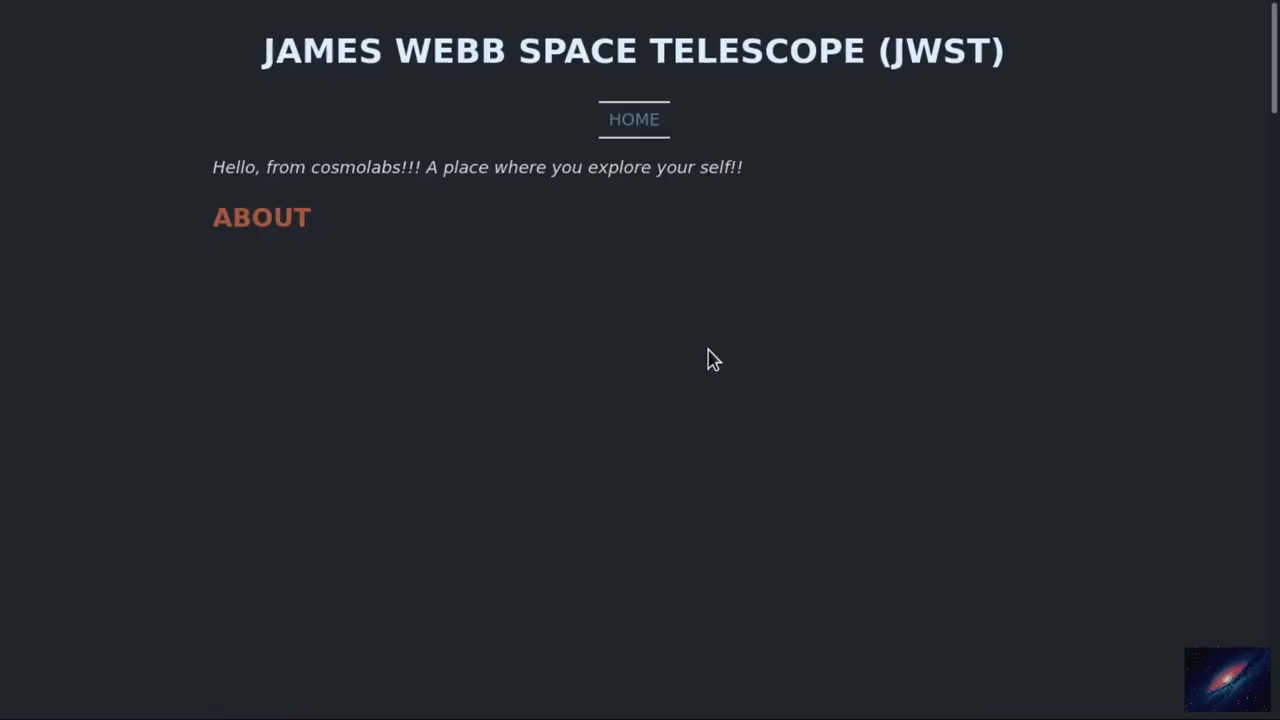 JAMES WEBB SPACE TELESCOPE (JWST)
HOME
Hello, from cosmolabs!!! A place where you explore your self!!
ABOUT